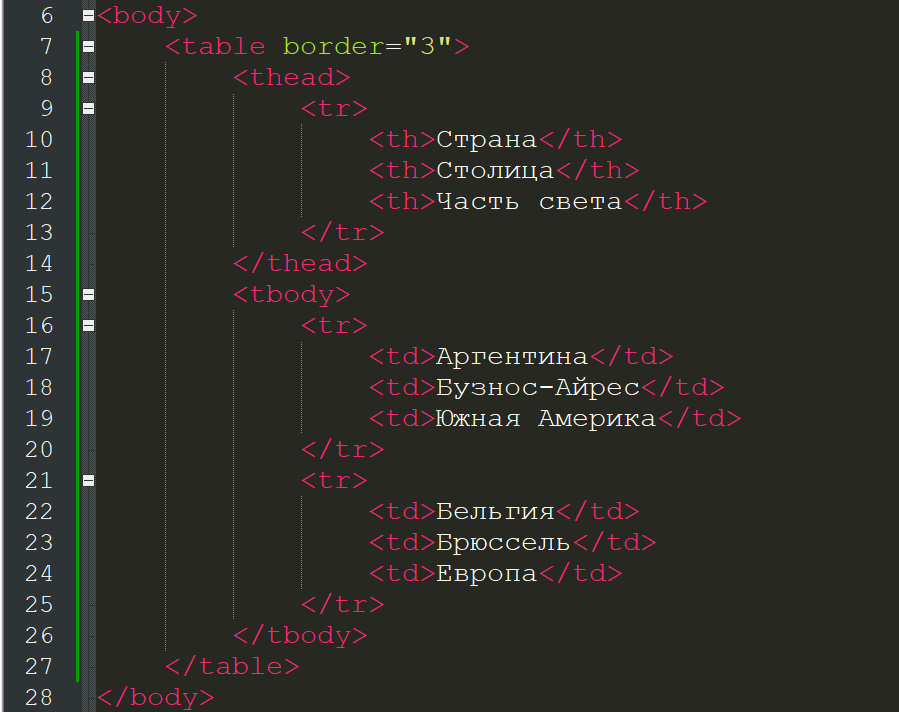 6 <body>
7 <table border="3">
8 <thead>
9 <tr>
10 <th>Страна</th>
11 <th>Столица</th>
12 <th>Часть света</th>
13 </tr>
14 </thead>
15 <tbody>
16 <tr>
17 <td>Аргентина</td>
18 <td>Бузнос-Айрес</td>
19 <td>Южная Америка</td>
20 </tr>
21 <tr>
22 <td>Бельгия</td>
23 <td>Брюссель</td>
24 <td>Европа</td>
25 </tr>
26 </tbody>
27 </table>
28 </body>